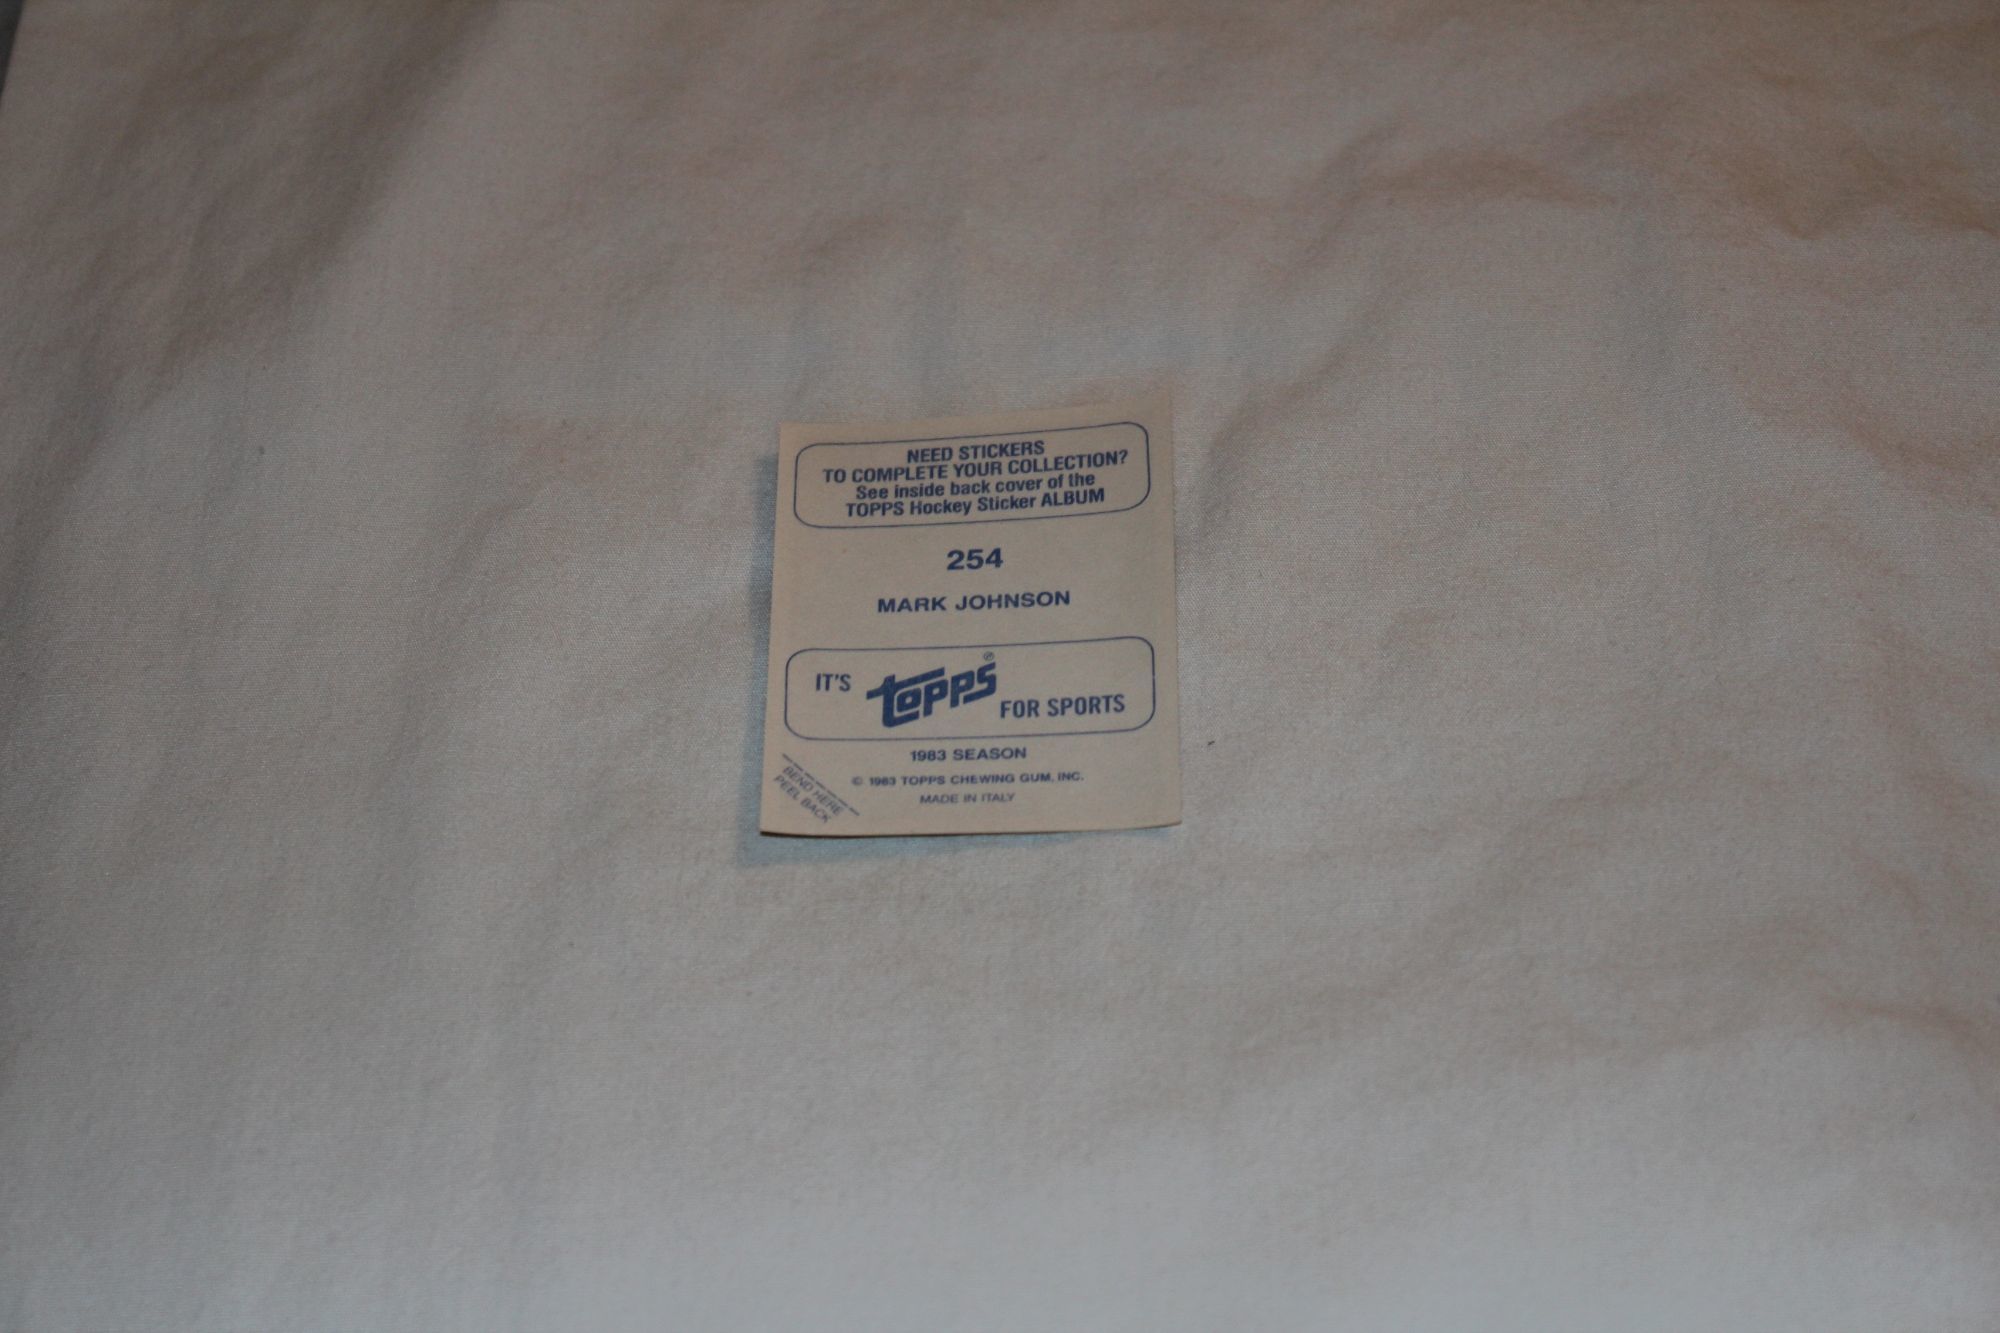 NEED STICKERS
TO COMPLETE YOUR COLLECTION?
See inside back cover of the
TOPPS Hockey Sticker ALBUM
254
MARK JOHNSON
IT'S topps® FOR SPORTS
1983 SEASON
© 1983 TOPPS CHEWING GUM, INC.
MADE IN ITALY
BEND HERE
PEEL BACK